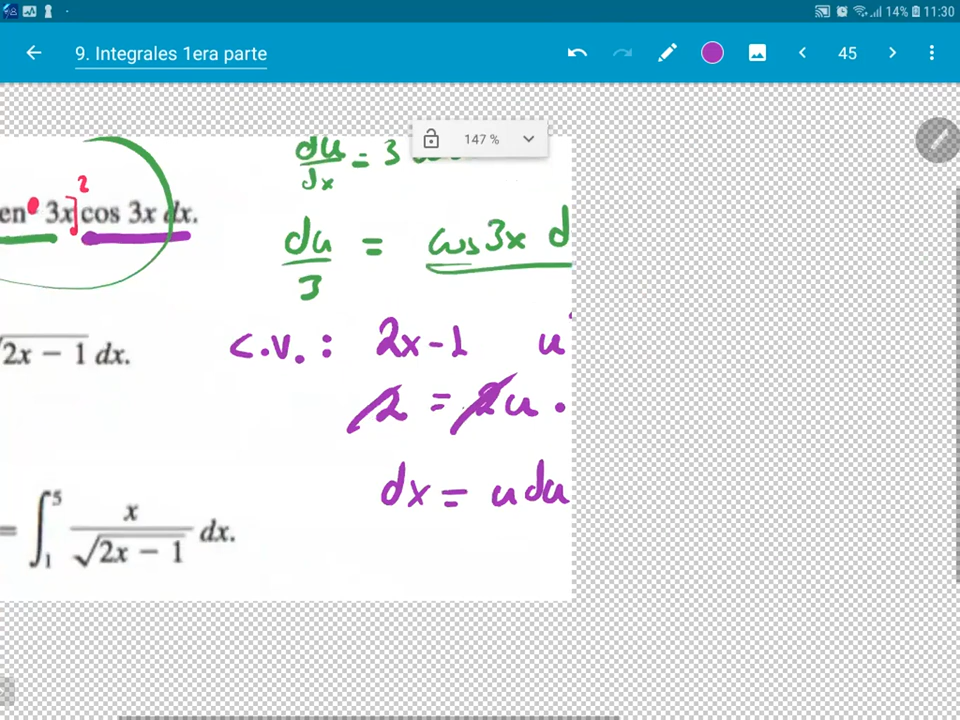 14% 11:30
9. Integrales 1era parte
45
147 %
du/dx = 3
en 3x]² cos 3x dx.
du/3 = cos 3x d
√2x − 1 dx.
c.v. : 2x-1 u
2 = 2u .
dx = u du
= ∫₁⁵ x/√2x − 1 dx.